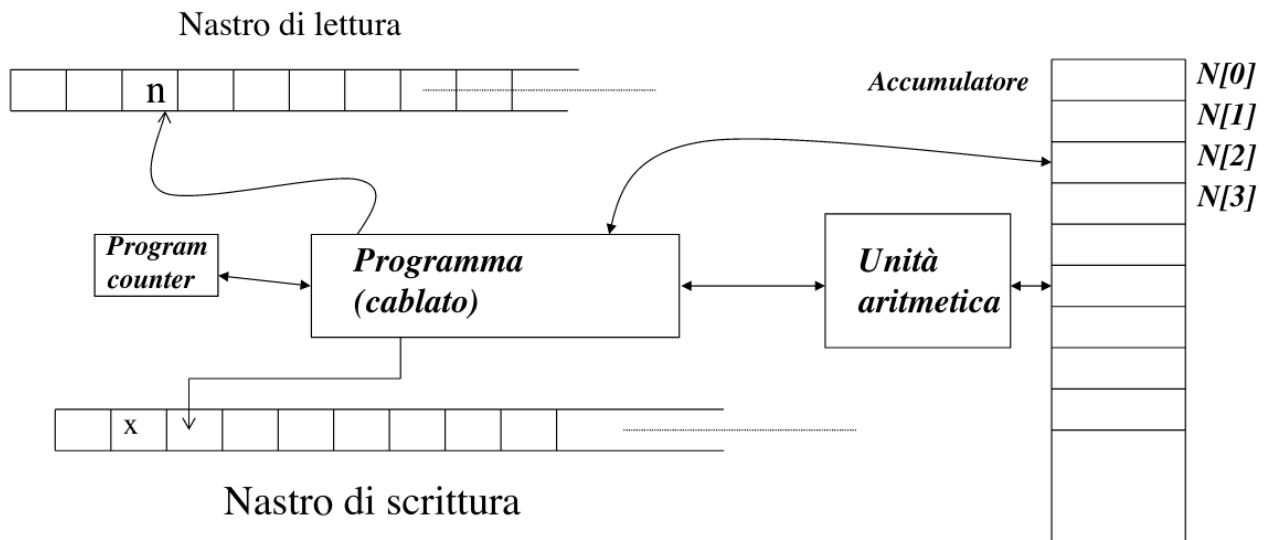 Nastro di lettura
n
Accumulatore
N[0]
N[1]
N[2]
N[3]
Program
counter
Programma
(cablato)
Unità
aritmetica
x
Nastro di scrittura